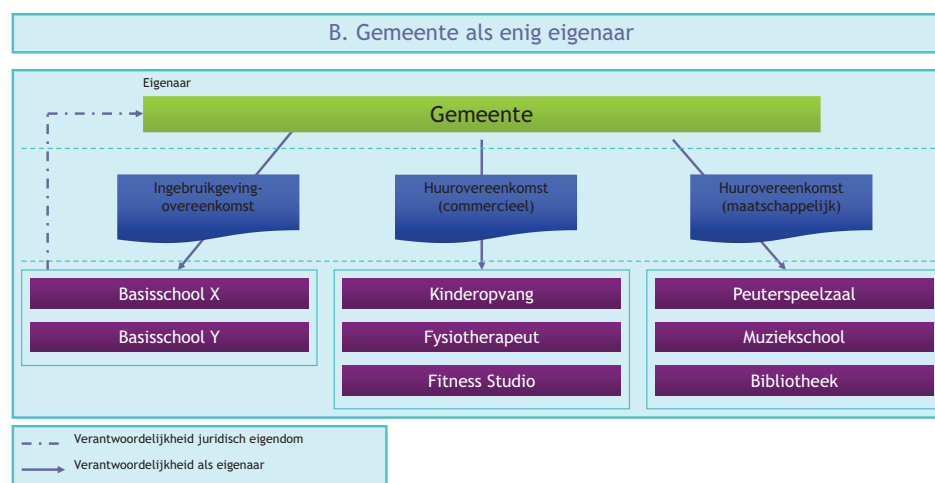 B. Gemeente als enig eigenaar
Eigenaar
Gemeente
Ingebruikgeving-
overeenkomst
Huurovereenkomst
(commercieel)
Huurovereenkomst
(maatschappelijk)
Basisschool X
Basisschool Y
Kinderopvang
Fysiotherapeut
Fitness Studio
Peuterspeelzaal
Muziekschool
Bibliotheek
Verantwoordelijkheid juridisch eigendom
Verantwoordelijkheid als eigenaar